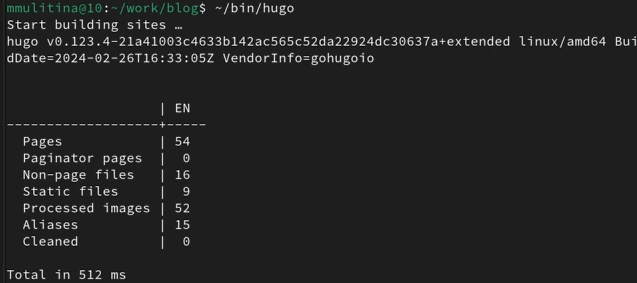 mmulitina@10:~/work/blog$ ~/bin/hugo
Start building sites …
hugo v0.123.4-21a41003c4633b142ac565c52da22924dc30637a+extended linux/amd64 Bui
dDate=2024-02-26T16:33:05Z VendorInfo=gohugoio
| EN
-------------------+-----
Pages | 54
Paginator pages | 0
Non-page files | 16
Static files | 9
Processed images | 52
Aliases | 15
Cleaned | 0
Total in 512 ms